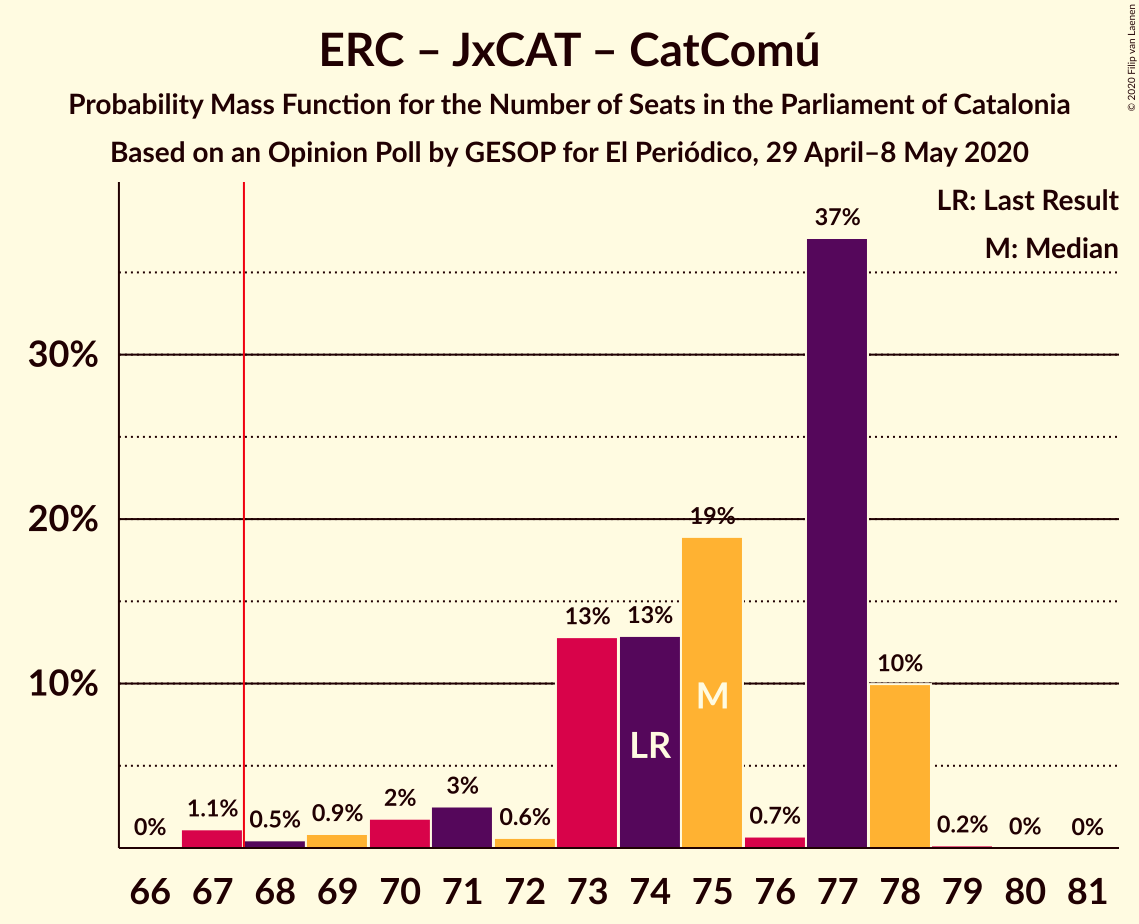 ERC – JxCAT – CatComú
Probability Mass Function for the Number of Seats in the Parliament of Catalonia
Based on an Opinion Poll by GESOP for El Periódico, 29 April–8 May 2020
© 2020 Filip van Laenen
LR: Last Result
M: Median
30%
20%
10%
0%
1.1%
0.5%
0.9%
2%
3%
0.6%
13%
13%
19%
0.7%
37%
10%
0.2%
0%
0%
LR
M
66 67 68 69 70 71 72 73 74 75 76 77 78 79 80 81